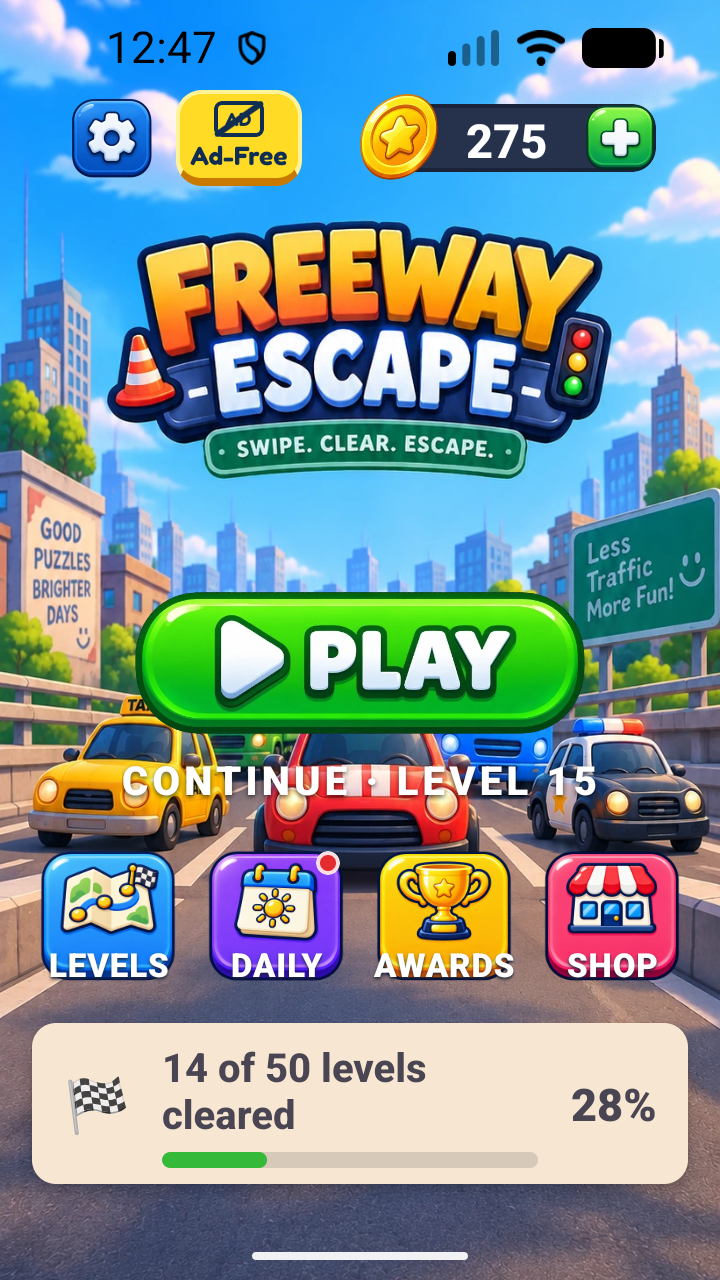 12:47
AD
Ad-Free
275
FREEWAY
-ESCAPE-
· SWIPE. CLEAR. ESCAPE. ·
GOOD
PUZZLES
BRIGHTER
DAYS
Less
Traffic
More Fun!
PLAY
CONTINUE · LEVEL 15
LEVELS
DAILY
AWARDS
SHOP
14 of 50 levels
cleared
28%